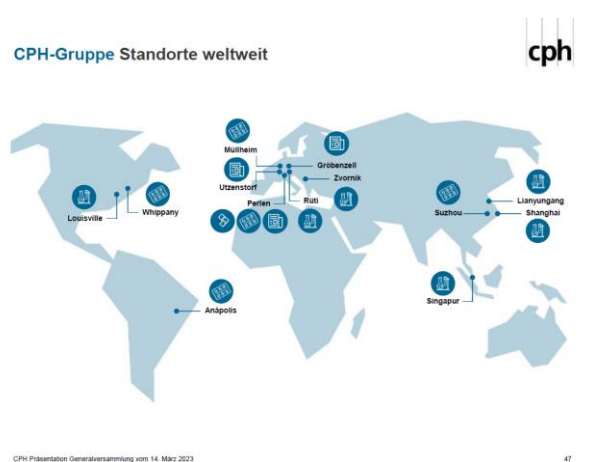 CPH-Gruppe Standorte weltweit
cph
Müllheim
Gröbenzell
Utzenstorf
Zvornik
Perlen
Rüti
Louisville
Whippany
Lianyungang
Suzhou
Shanghai
Singapur
Anápolis
CPH Präsentation Generalversammlung vom 14. März 2023
47